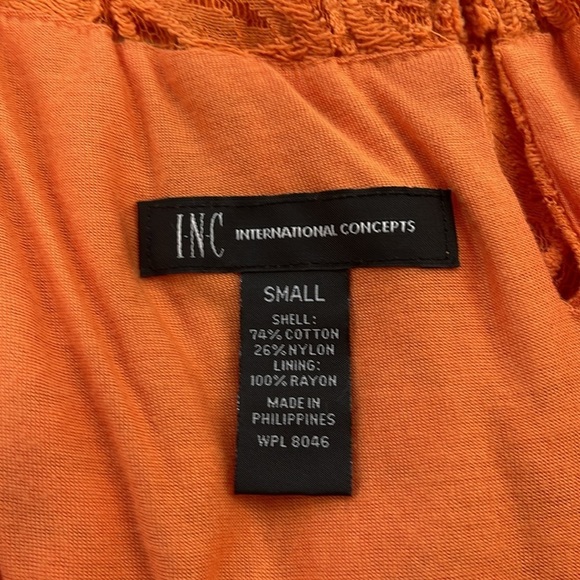 I·N·C INTERNATIONAL CONCEPTS
SMALL
SHELL:
74% COTTON
26% NYLON
LINING:
100% RAYON
MADE IN
PHILIPPINES
WPL 8046